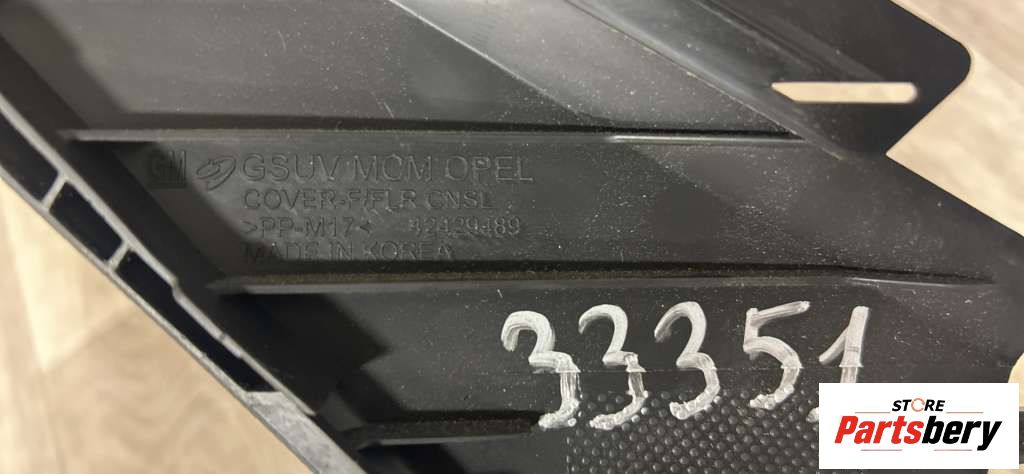 GM GSUV MCM OPEL
COVER-F/FLR CNSL
>PP-M17< 42429489
MADE IN KOREA
33351
STORE
Partsbery